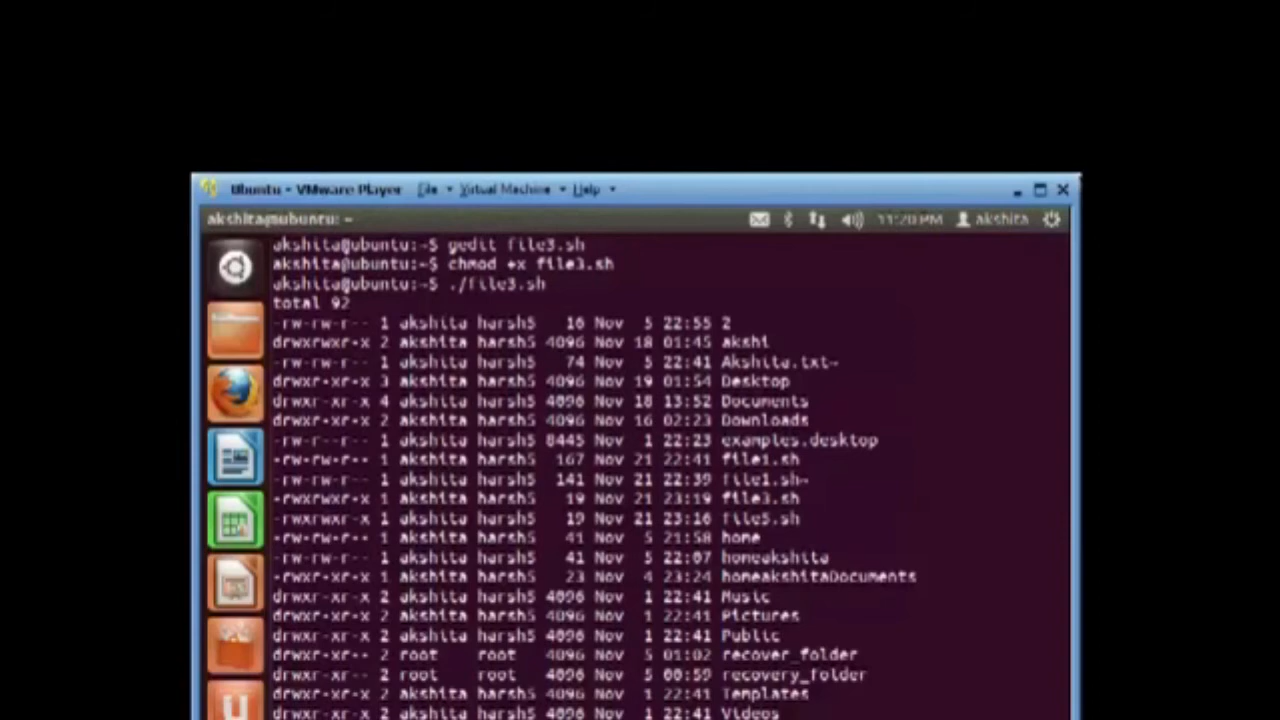 Ubuntu - VMware Player File Virtual Machine Help
akshita@ubuntu: ~ 11:20 PM akshita
akshita@ubuntu:~$ gedit file3.sh
akshita@ubuntu:~$ chmod +x file3.sh
akshita@ubuntu:~$ ./file3.sh
total 92
-rw-rw-r-- 1 akshita harsh5 16 Nov 5 22:55 2
drwxrwxr-x 2 akshita harsh5 4096 Nov 18 01:45 akshi
-rw-rw-r-- 1 akshita harsh5 74 Nov 5 22:41 Akshita.txt~
drwxr-xr-x 3 akshita harsh5 4096 Nov 19 01:54 Desktop
drwxr-xr-x 4 akshita harsh5 4096 Nov 18 13:52 Documents
drwxr-xr-x 2 akshita harsh5 4096 Nov 16 02:23 Downloads
-rw-r--r-- 1 akshita harsh5 8445 Nov 1 22:23 examples.desktop
-rw-rw-r-- 1 akshita harsh5 167 Nov 21 22:41 file1.sh
-rw-rw-r-- 1 akshita harsh5 141 Nov 21 22:39 file1.sh~
-rwxrwxr-x 1 akshita harsh5 19 Nov 21 23:19 file3.sh
-rwxrwxr-x 1 akshita harsh5 19 Nov 21 23:16 file5.sh
-rw-rw-r-- 1 akshita harsh5 41 Nov 5 21:58 home
-rw-rw-r-- 1 akshita harsh5 41 Nov 5 22:07 homeakshita
-rwxr-xr-x 1 akshita harsh5 23 Nov 4 23:24 homeakshitaDocuments
drwxr-xr-x 2 akshita harsh5 4096 Nov 1 22:41 Music
drwxr-xr-x 2 akshita harsh5 4096 Nov 1 22:41 Pictures
drwxr-xr-x 2 akshita harsh5 4096 Nov 1 22:41 Public
drwxr-xr-- 2 root root 4096 Nov 5 01:02 recover_folder
drwxr-xr-- 2 root root 4096 Nov 5 00:59 recovery_folder
drwxr-xr-x 2 akshita harsh5 4096 Nov 1 22:41 Templates
drwxr-xr-x 2 akshita harsh5 4096 Nov 1 22:41 Videos